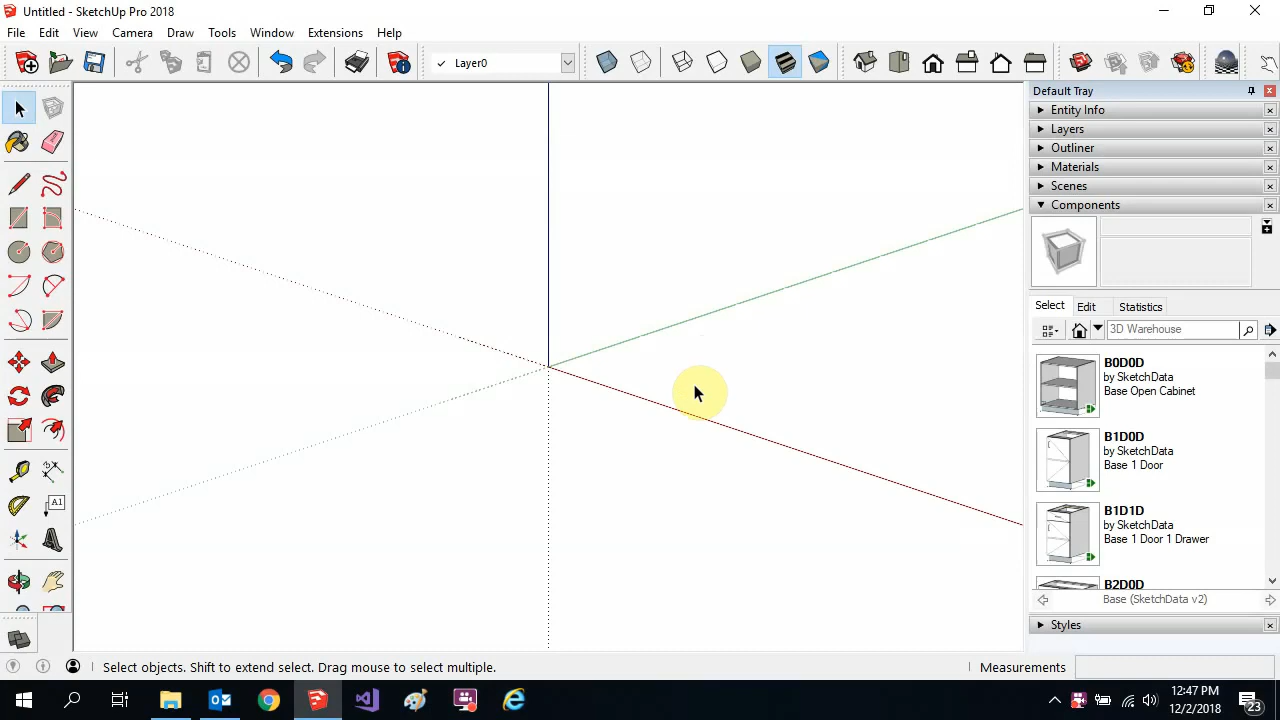 Untitled - SketchUp Pro 2018
File Edit View Camera Draw Tools Window Extensions Help
Layer0
Default Tray
Entity Info
Layers
Outliner
Materials
Scenes
Components
Select Edit Statistics
3D Warehouse
B0D0D
by SketchData
Base Open Cabinet
B1D0D
by SketchData
Base 1 Door
B1D1D
by SketchData
Base 1 Door 1 Drawer
B2D0D
Base (SketchData v2)
Styles
A1
Select objects. Shift to extend select. Drag mouse to select multiple.
Measurements
12:47 PM
12/2/2018
23